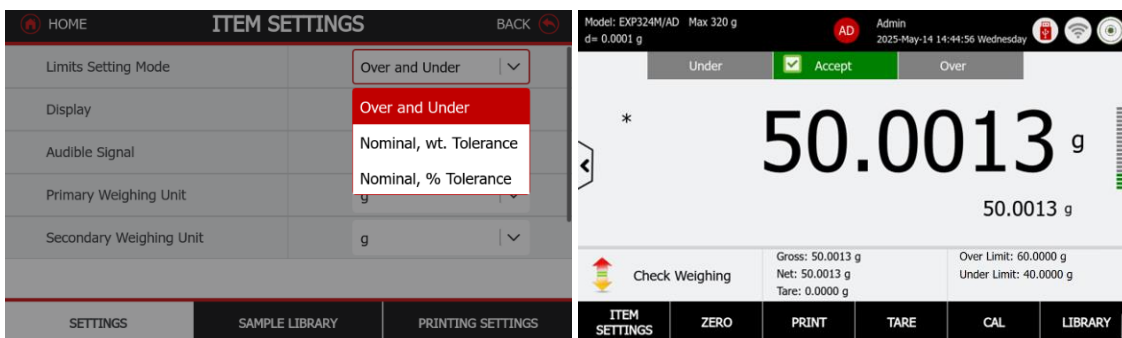 HOME ITEM SETTINGS BACK
Limits Setting Mode Over and Under
Display Over and Under
Audible Signal Nominal, wt. Tolerance
Nominal, % Tolerance
Primary Weighing Unit g
Secondary Weighing Unit g
SETTINGS SAMPLE LIBRARY PRINTING SETTINGS
Model: EXP324M/AD Max 320 g
d= 0.0001 g
AD
Admin
2025-May-14 14:44:56 Wednesday
Under Accept Over
* 50.0013 g
50.0013 g
Check Weighing
Gross: 50.0013 g
Net: 50.0013 g
Tare: 0.0000 g
Over Limit: 60.0000 g
Under Limit: 40.0000 g
ITEM
SETTINGS ZERO PRINT TARE CAL LIBRARY